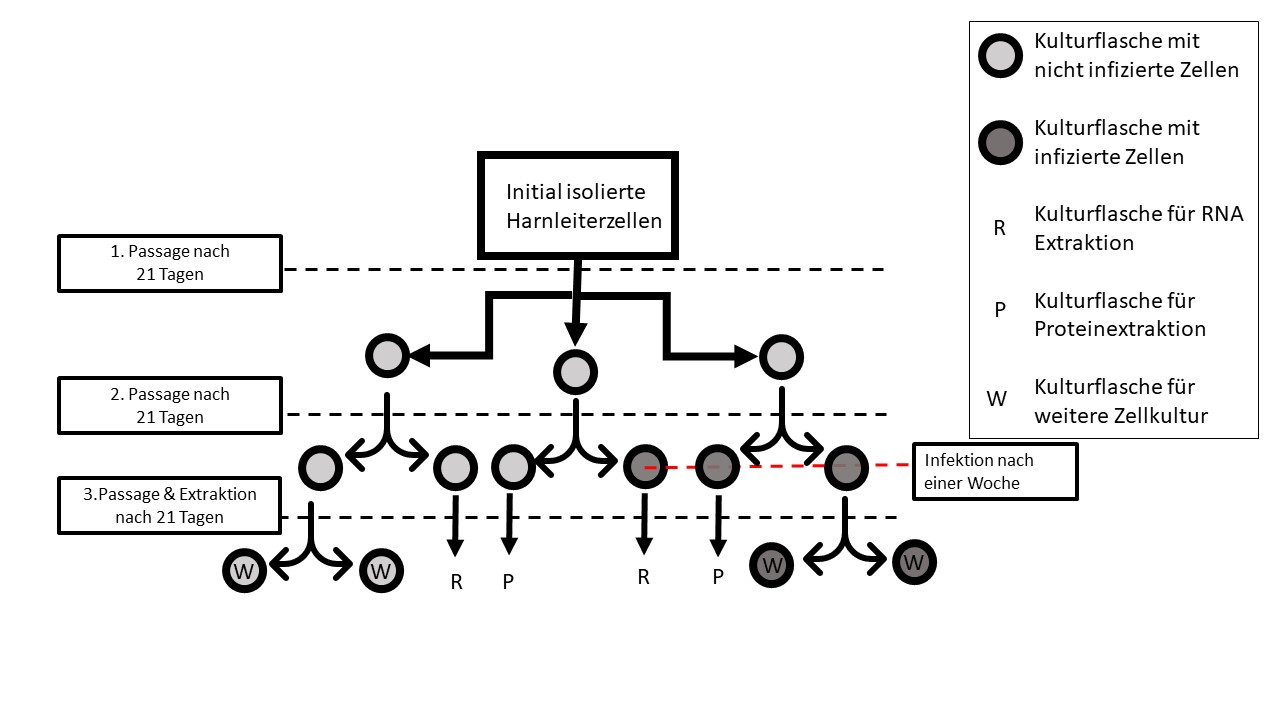 Kulturflasche mit
nicht infizierte Zellen
Kulturflasche mit
infizierte Zellen
R
Kulturflasche für RNA
Extraktion
P
Kulturflasche für
Proteinextraktion
W
Kulturflasche für
weitere Zellkultur
Initial isolierte
Harnleiterzellen
1. Passage nach
21 Tagen
2. Passage nach
21 Tagen
Infektion nach
einer Woche
3.Passage & Extraktion
nach 21 Tagen
W
W
R
P
R
P
W
W